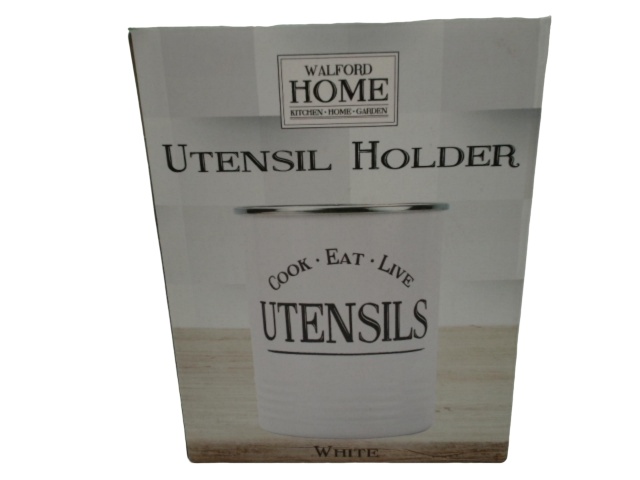 WALFORD
HOME
KITCHEN · HOME · GARDEN
UTENSIL HOLDER
COOK · EAT · LIVE
UTENSILS
WHITE